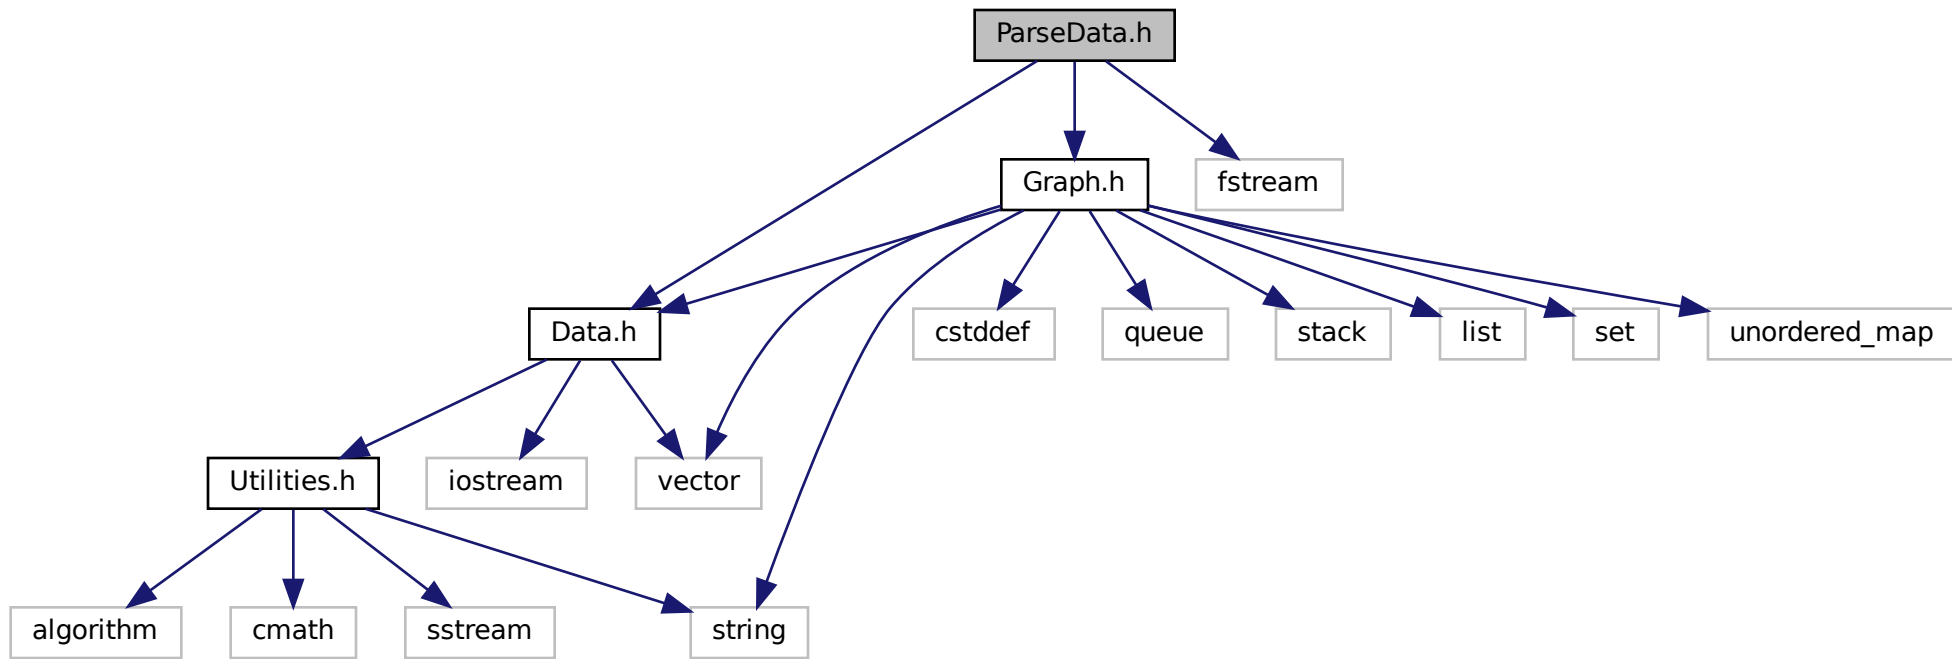 ParseData.h
Graph.h
fstream
Data.h
cstddef
queue
stack
list
set
unordered_map
Utilities.h
iostream
vector
algorithm
cmath
sstream
string